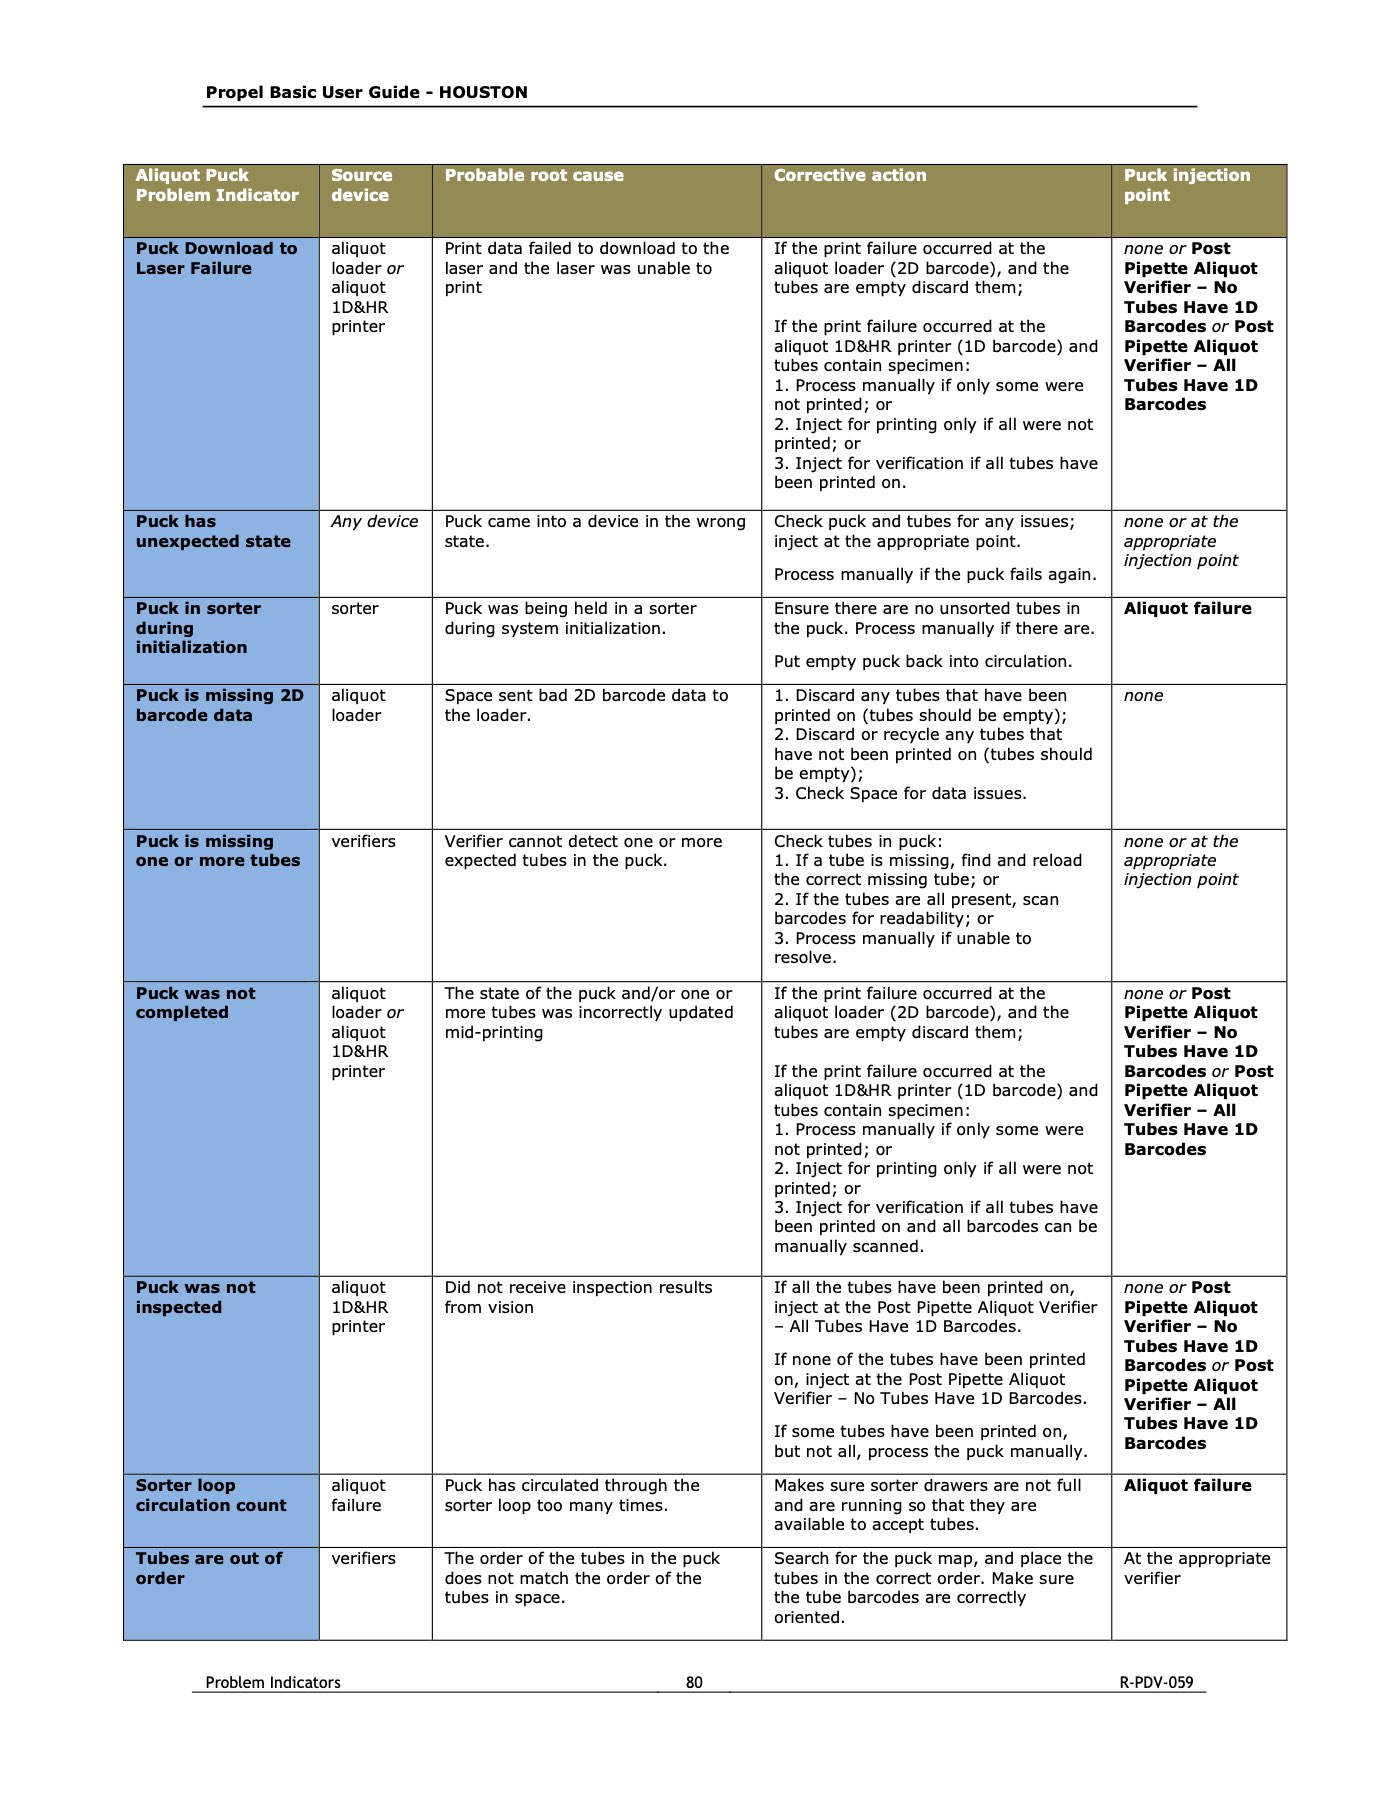 Propel Basic User Guide - HOUSTON
Aliquot Puck
Problem Indicator
Source
device
Probable root cause
Corrective action
Puck injection
point
Puck Download to
Laser Failure
aliquot
loader or
aliquot
1D&HR
printer
Print data failed to download to the
laser and the laser was unable to
print
If the print failure occurred at the
aliquot loader (2D barcode), and the
tubes are empty discard them;
If the print failure occurred at the
aliquot 1D&HR printer (1D barcode) and
tubes contain specimen:
1. Process manually if only some were
not printed; or
2. Inject for printing only if all were not
printed; or
3. Inject for verification if all tubes have
been printed on.
none or Post
Pipette Aliquot
Verifier – No
Tubes Have 1D
Barcodes or Post
Pipette Aliquot
Verifier – All
Tubes Have 1D
Barcodes
Puck has
unexpected state
Any device
Puck came into a device in the wrong
state.
Check puck and tubes for any issues;
inject at the appropriate point.
Process manually if the puck fails again.
none or at the
appropriate
injection point
Puck in sorter
during
initialization
sorter
Puck was being held in a sorter
during system initialization.
Ensure there are no unsorted tubes in
the puck. Process manually if there are.
Put empty puck back into circulation.
Aliquot failure
Puck is missing 2D
barcode data
aliquot
loader
Space sent bad 2D barcode data to
the loader.
1. Discard any tubes that have been
printed on (tubes should be empty);
2. Discard or recycle any tubes that
have not been printed on (tubes should
be empty);
3. Check Space for data issues.
none
Puck is missing
one or more tubes
verifiers
Verifier cannot detect one or more
expected tubes in the puck.
Check tubes in puck:
1. If a tube is missing, find and reload
the correct missing tube; or
2. If the tubes are all present, scan
barcodes for readability; or
3. Process manually if unable to
resolve.
none or at the
appropriate
injection point
Puck was not
completed
aliquot
loader or
aliquot
1D&HR
printer
The state of the puck and/or one or
more tubes was incorrectly updated
mid-printing
If the print failure occurred at the
aliquot loader (2D barcode), and the
tubes are empty discard them;
If the print failure occurred at the
aliquot 1D&HR printer (1D barcode) and
tubes contain specimen:
1. Process manually if only some were
not printed; or
2. Inject for printing only if all were not
printed; or
3. Inject for verification if all tubes have
been printed on and all barcodes can be
manually scanned.
none or Post
Pipette Aliquot
Verifier – No
Tubes Have 1D
Barcodes or Post
Pipette Aliquot
Verifier – All
Tubes Have 1D
Barcodes
Puck was not
inspected
aliquot
1D&HR
printer
Did not receive inspection results
from vision
If all the tubes have been printed on,
inject at the Post Pipette Aliquot Verifier
– All Tubes Have 1D Barcodes.
If none of the tubes have been printed
on, inject at the Post Pipette Aliquot
Verifier – No Tubes Have 1D Barcodes.
If some tubes have been printed on,
but not all, process the puck manually.
none or Post
Pipette Aliquot
Verifier – No
Tubes Have 1D
Barcodes or Post
Pipette Aliquot
Verifier – All
Tubes Have 1D
Barcodes
Sorter loop
circulation count
aliquot
failure
Puck has circulated through the
sorter loop too many times.
Makes sure sorter drawers are not full
and are running so that they are
available to accept tubes.
Aliquot failure
Tubes are out of
order
verifiers
The order of the tubes in the puck
does not match the order of the
tubes in space.
Search for the puck map, and place the
tubes in the correct order. Make sure
the tube barcodes are correctly
oriented.
At the appropriate
verifier
Problem Indicators
80
R-PDV-059